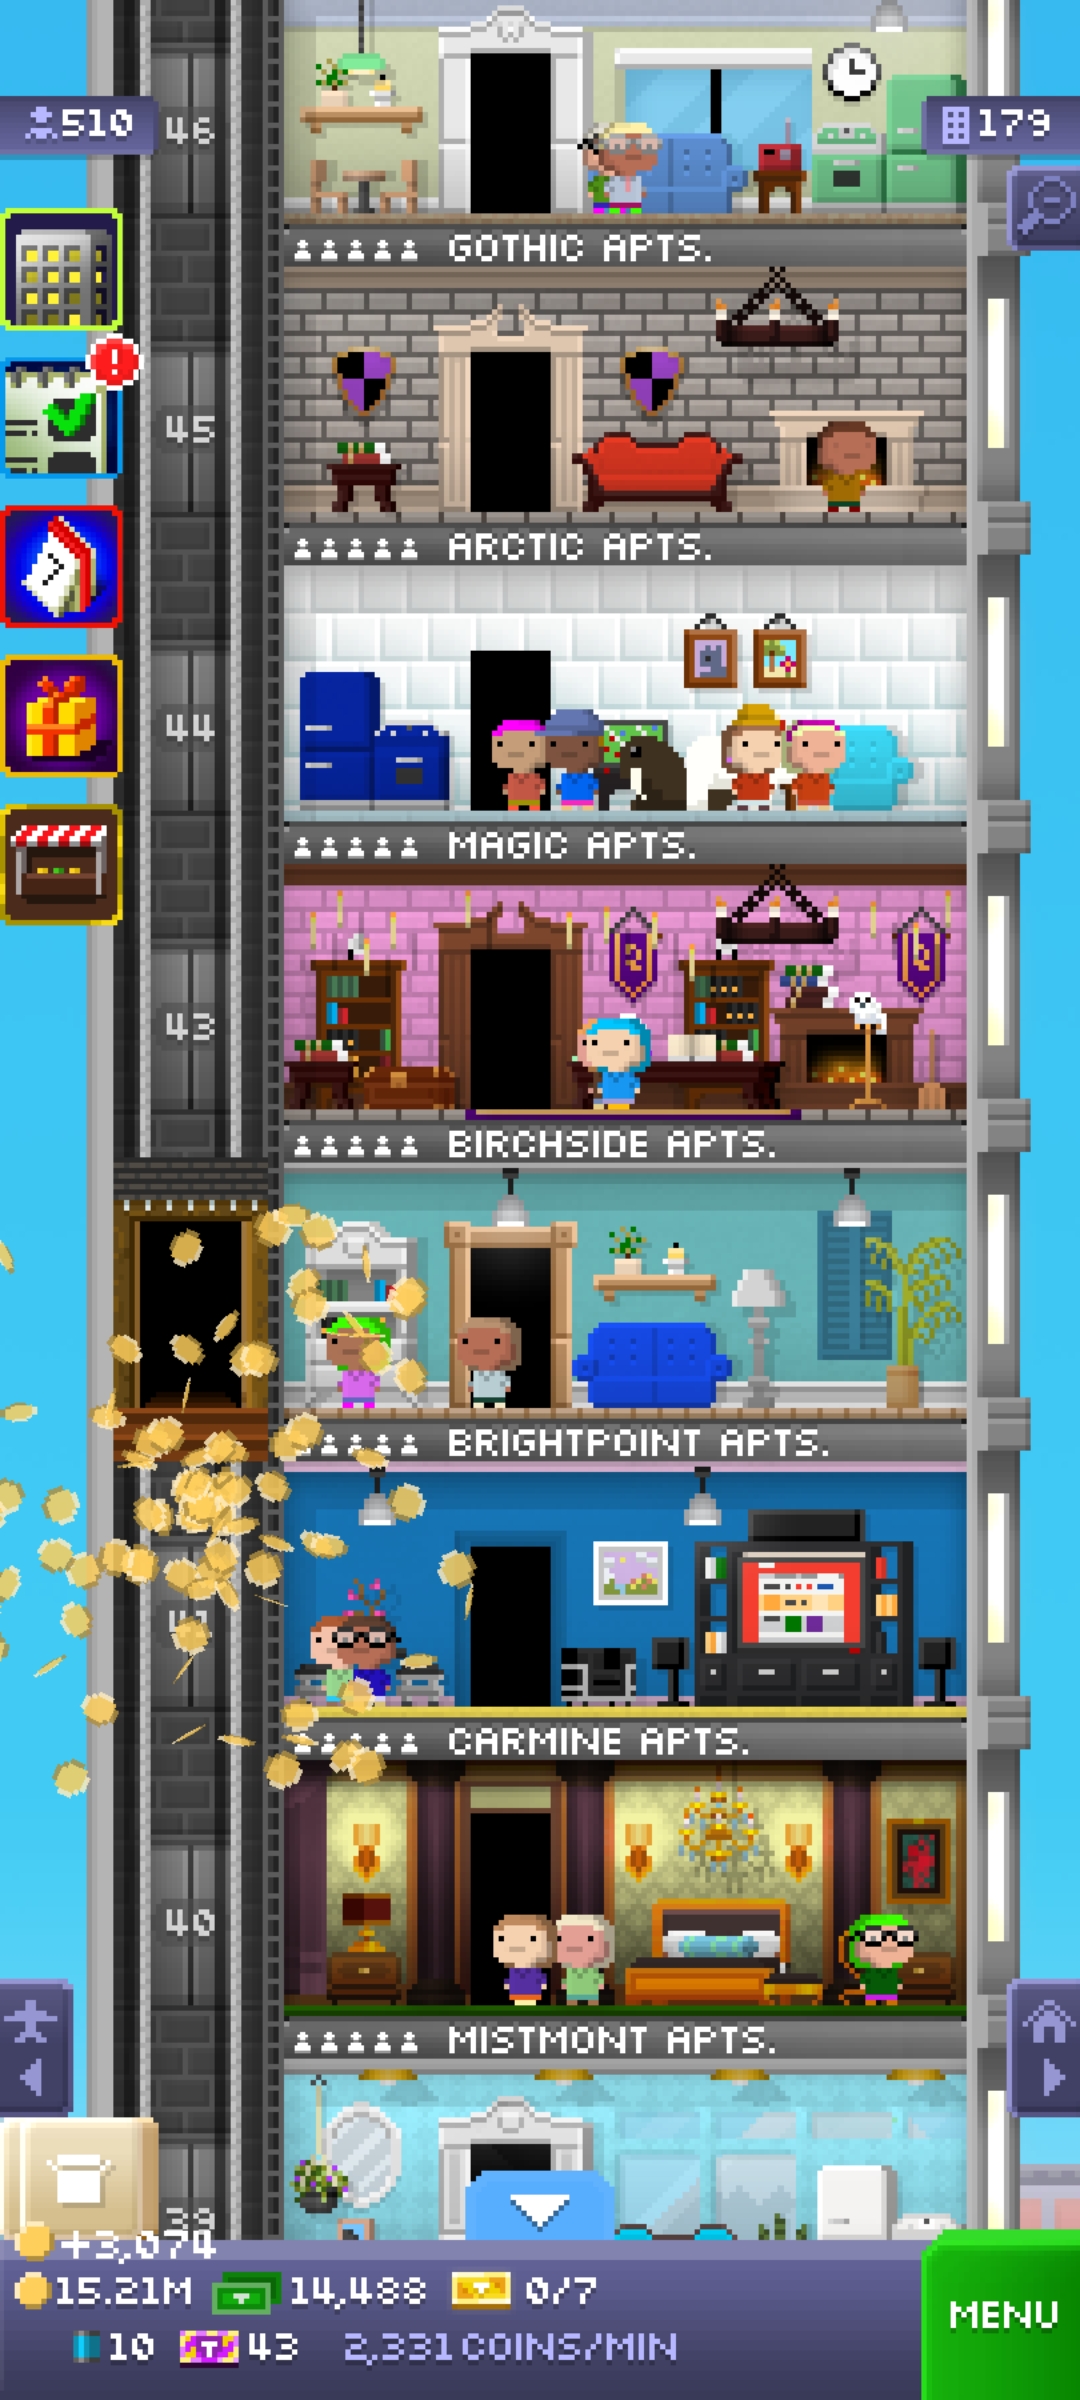 510
46
179
GOTHIC APTS.
45
ARCTIC APTS.
44
MAGIC APTS.
43
BIRCHSIDE APTS.
BRIGHTPOINT APTS.
CARMINE APTS.
40
MISTMONT APTS.
+3,074
15.21M 14,488 0/7
10 43 2,331 COINS/MIN
MENU